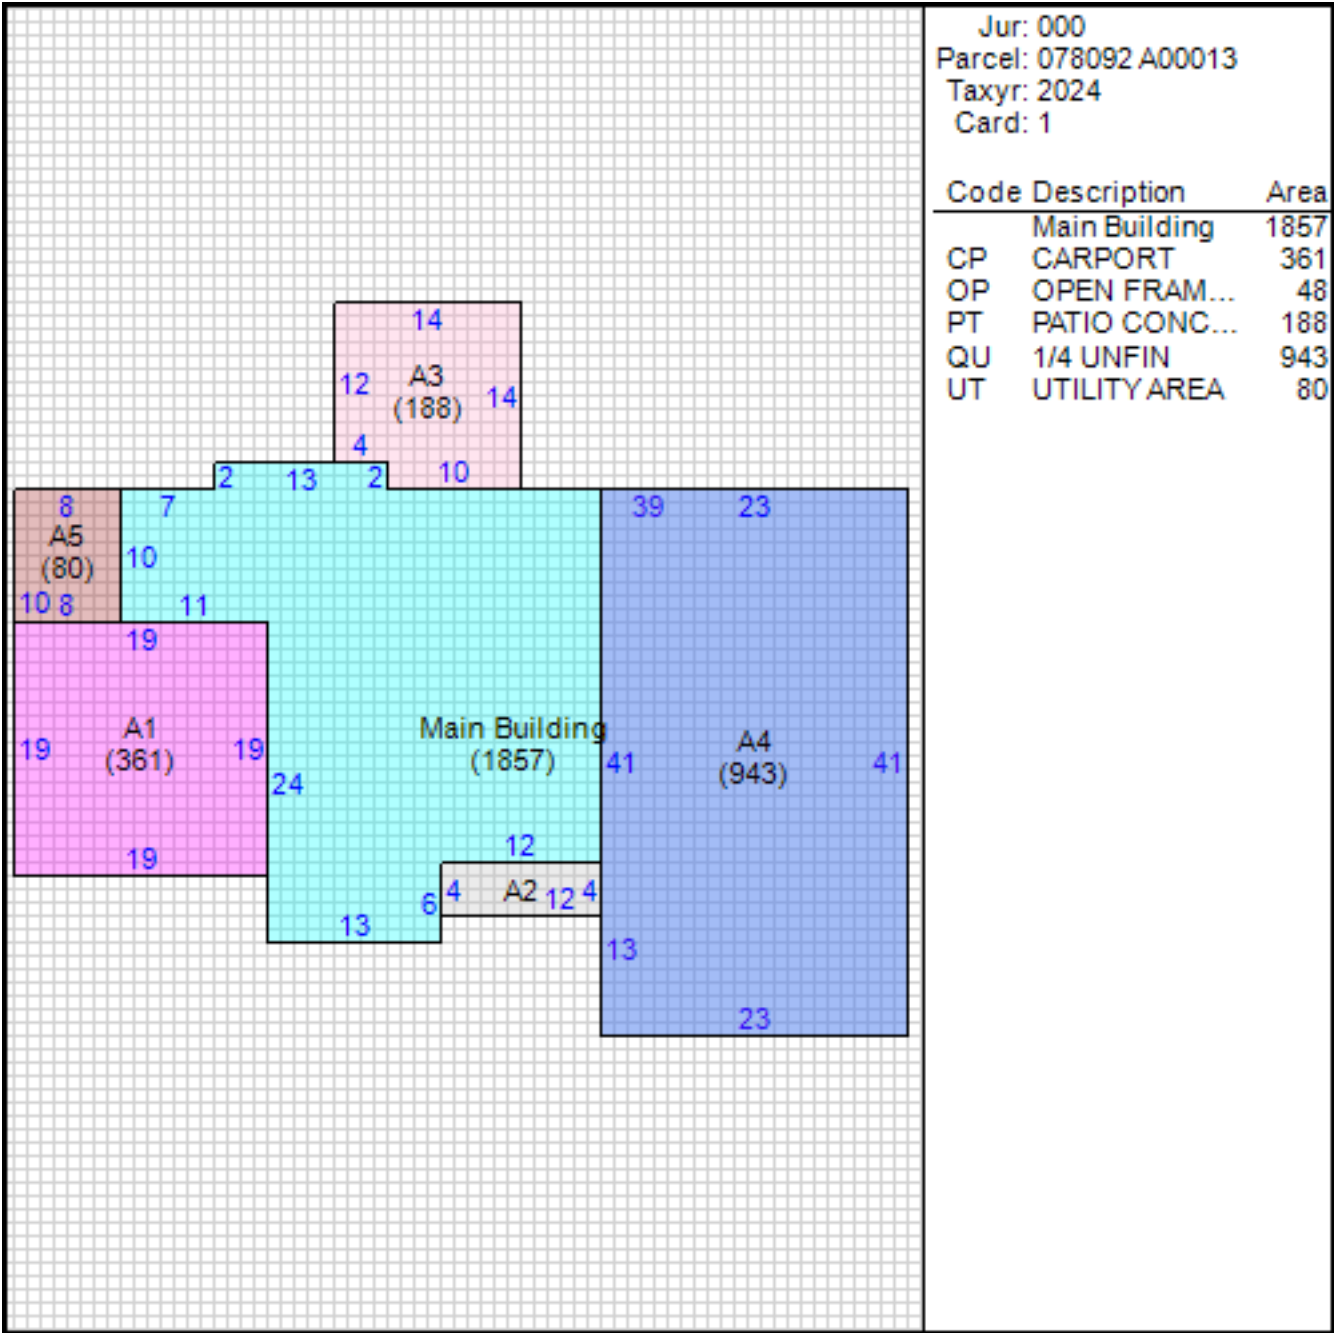 Jur: 000
Parcel: 078092 A00013
Taxyr: 2024
Card: 1
Code Description Area
Main Building 1857
CP CARPORT 361
OP OPEN FRAM... 48
PT PATIO CONC... 188
QU 1/4 UNFIN 943
UT UTILITY AREA 80
14
12 A3 14
(188)
4
2 13 2 10
8 7 39 23
A5
(80)
10
10 8 11
19
A1
(361)
19 19
24
19
Main Building
(1857)
41
A4
(943)
41
12
6 4 A2 12 4
13
13
23